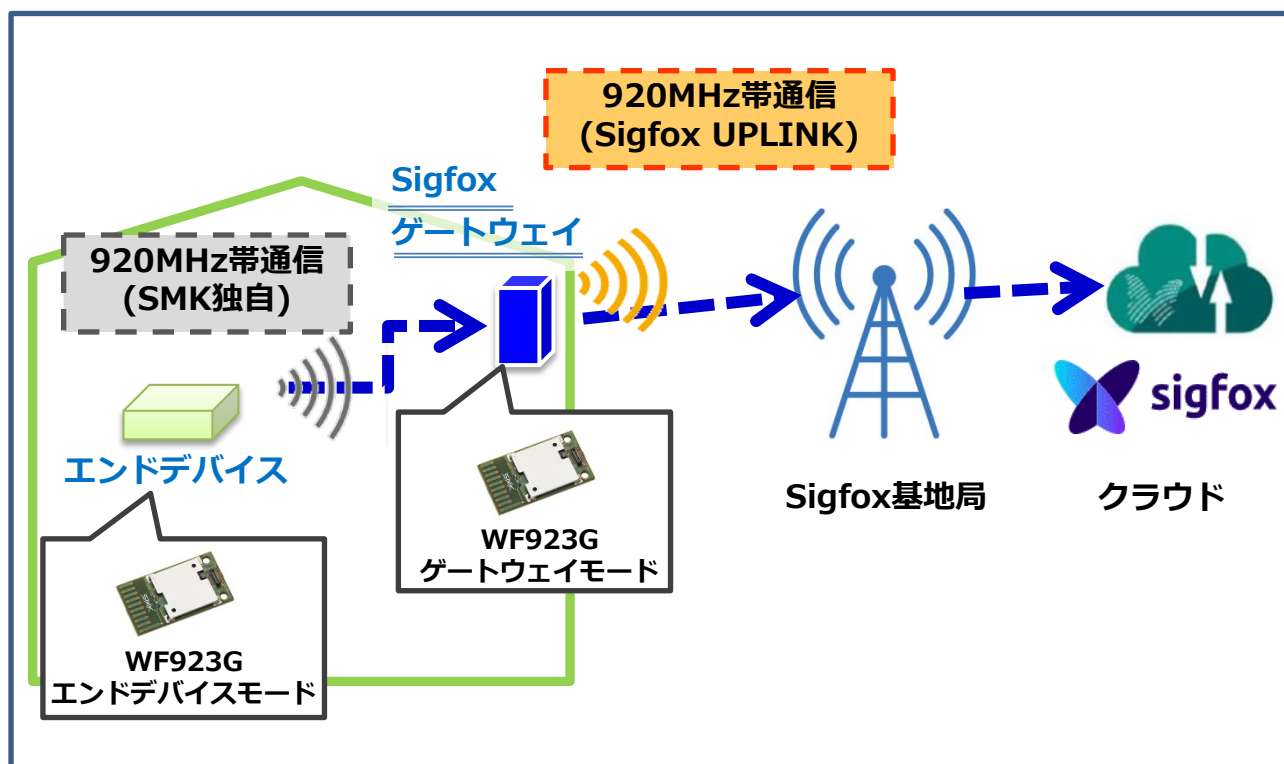 920MHz帯通信
(Sigfox UPLINK)
Sigfox
ゲートウェイ
920MHz帯通信
(SMK独自)
エンドデバイス
WF923G
ゲートウェイモード
WF923G
エンドデバイスモード
Sigfox基地局
sigfox
クラウド
SMK
SMK